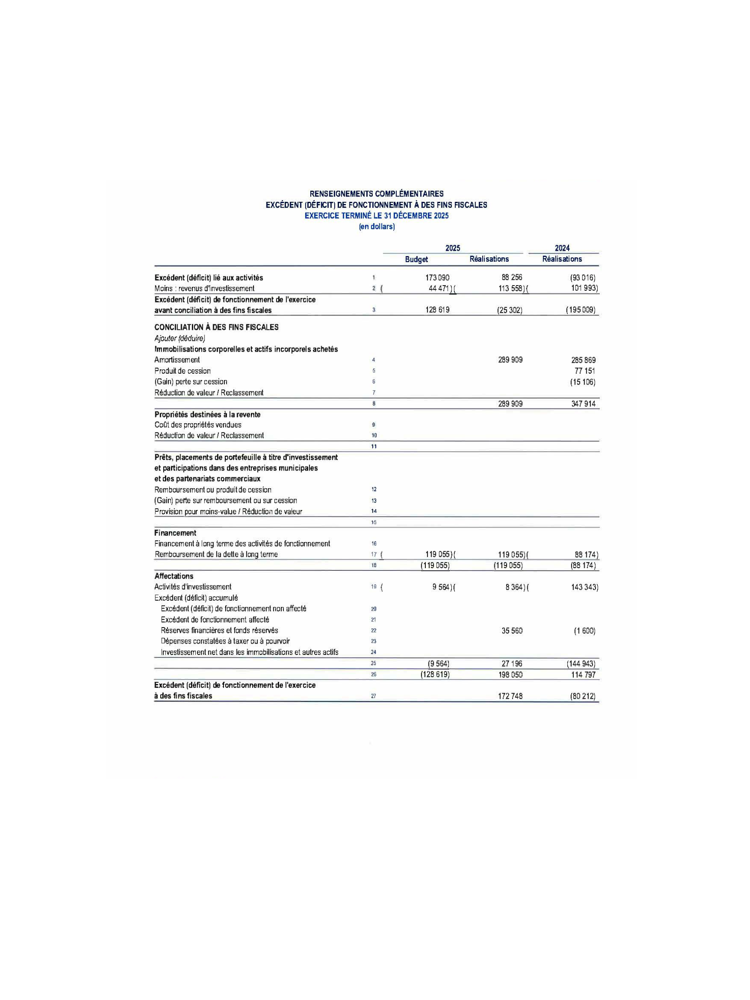 RENSEIGNEMENTS COMPLÉMENTAIRES
EXCÉDENT (DÉFICIT) DE FONCTIONNEMENT À DES FINS FISCALES
EXERCICE TERMINÉ LE 31 DÉCEMBRE 2025
(en dollars)
2025 2024
Budget Réalisations Réalisations
Excédent (déficit) lié aux activités 1 173 090 88 256 (93 016)
Moins : revenus d'investissement 2 ( 44 471)( 113 558)( 101 993)
Excédent (déficit) de fonctionnement de l'exercice
avant conciliation à des fins fiscales 3 128 619 (25 302) (195 009)
CONCILIATION À DES FINS FISCALES
Ajouter (déduire)
Immobilisations corporelles et actifs incorporels achetés
Amortissement 4 289 909 285 869
Produit de cession 5 77 151
(Gain) perte sur cession 6 (15 106)
Réduction de valeur / Reclassement 7
8 289 909 347 914
Propriétés destinées à la revente
Coût des propriétés vendues 9
Réduction de valeur / Reclassement 10
11
Prêts, placements de portefeuille à titre d'investissement
et participations dans des entreprises municipales
et des partenariats commerciaux
Remboursement ou produit de cession 12
(Gain) perte sur remboursement ou sur cession 13
Provision pour moins-value / Réduction de valeur 14
15
Financement
Financement à long terme des activités de fonctionnement 16
Remboursement de la dette à long terme 17 ( 119 055)( 119 055)( 88 174)
18 (119 055) (119 055) (88 174)
Affectations
Activités d'investissement 19 ( 9 564)( 8 364)( 143 343)
Excédent (déficit) accumulé
Excédent (déficit) de fonctionnement non affecté 20
Excédent de fonctionnement affecté 21
Réserves financières et fonds réservés 22 35 560 (1 600)
Dépenses constatées à taxer ou à pourvoir 23
Investissement net dans les immobilisations et autres actifs 24
25 (9 564) 27 196 (144 943)
26 (128 619) 198 050 114 797
Excédent (déficit) de fonctionnement de l'exercice
à des fins fiscales 27 172 748 (80 212)